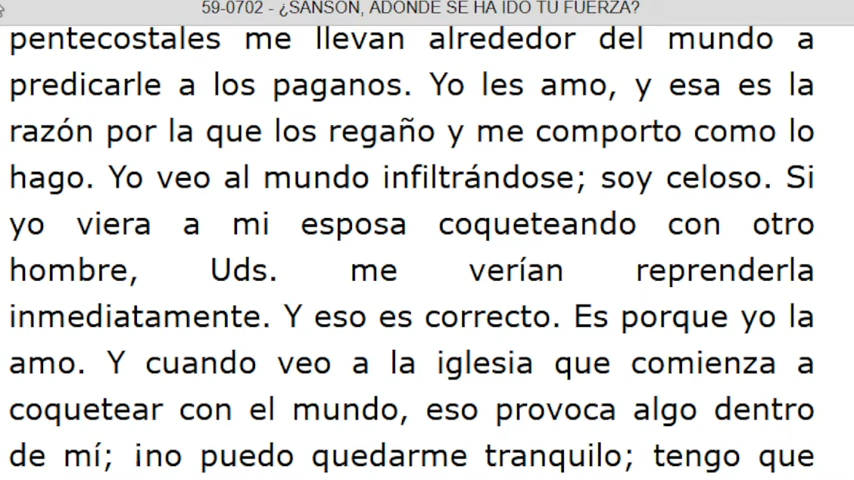 59-0702 - ¿SANSÓN, ADÓNDE SE HA IDO TU FUERZA?
pentecostales me llevan alrededor del mundo a
predicarle a los paganos. Yo les amo, y esa es la
razón por la que los regaño y me comporto como lo
hago. Yo veo al mundo infiltrándose; soy celoso. Si
yo viera a mi esposa coqueteando con otro
hombre, Uds. me verían reprenderla
inmediatamente. Y eso es correcto. Es porque yo la
amo. Y cuando veo a la iglesia que comienza a
coquetear con el mundo, eso provoca algo dentro
de mí; ¡no puedo quedarme tranquilo; tengo que